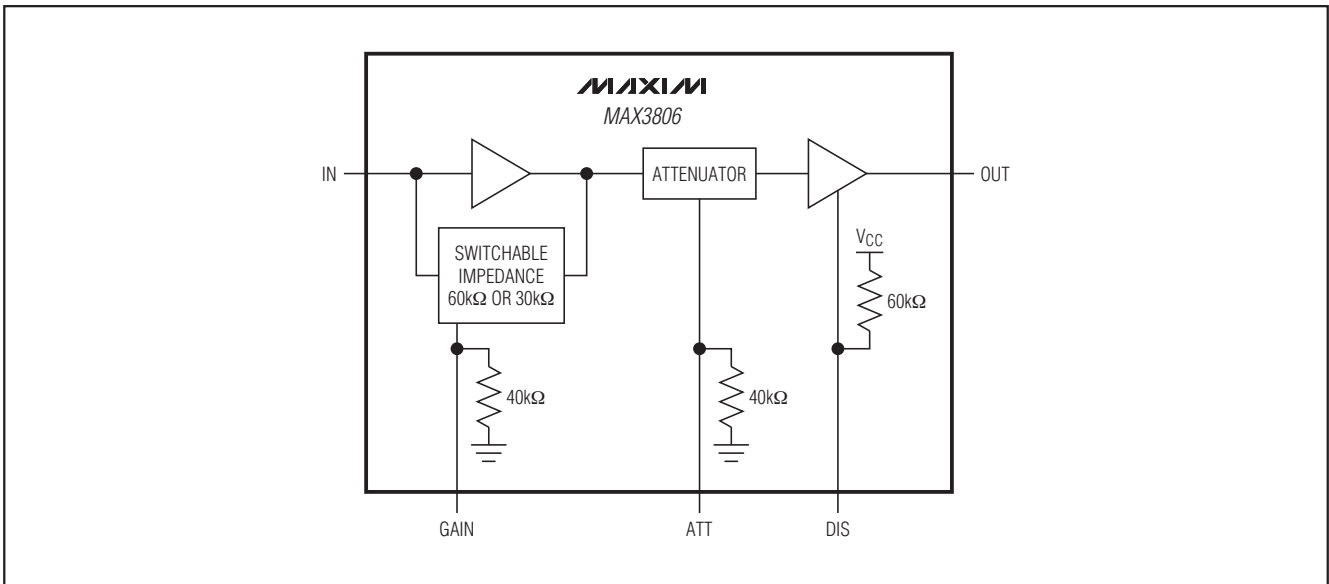 MAXIM
MAX3806
IN
ATTENUATOR
OUT
SWITCHABLE
IMPEDANCE
60kΩ OR 30kΩ
VCC
60kΩ
40kΩ
40kΩ
GAIN
ATT
DIS